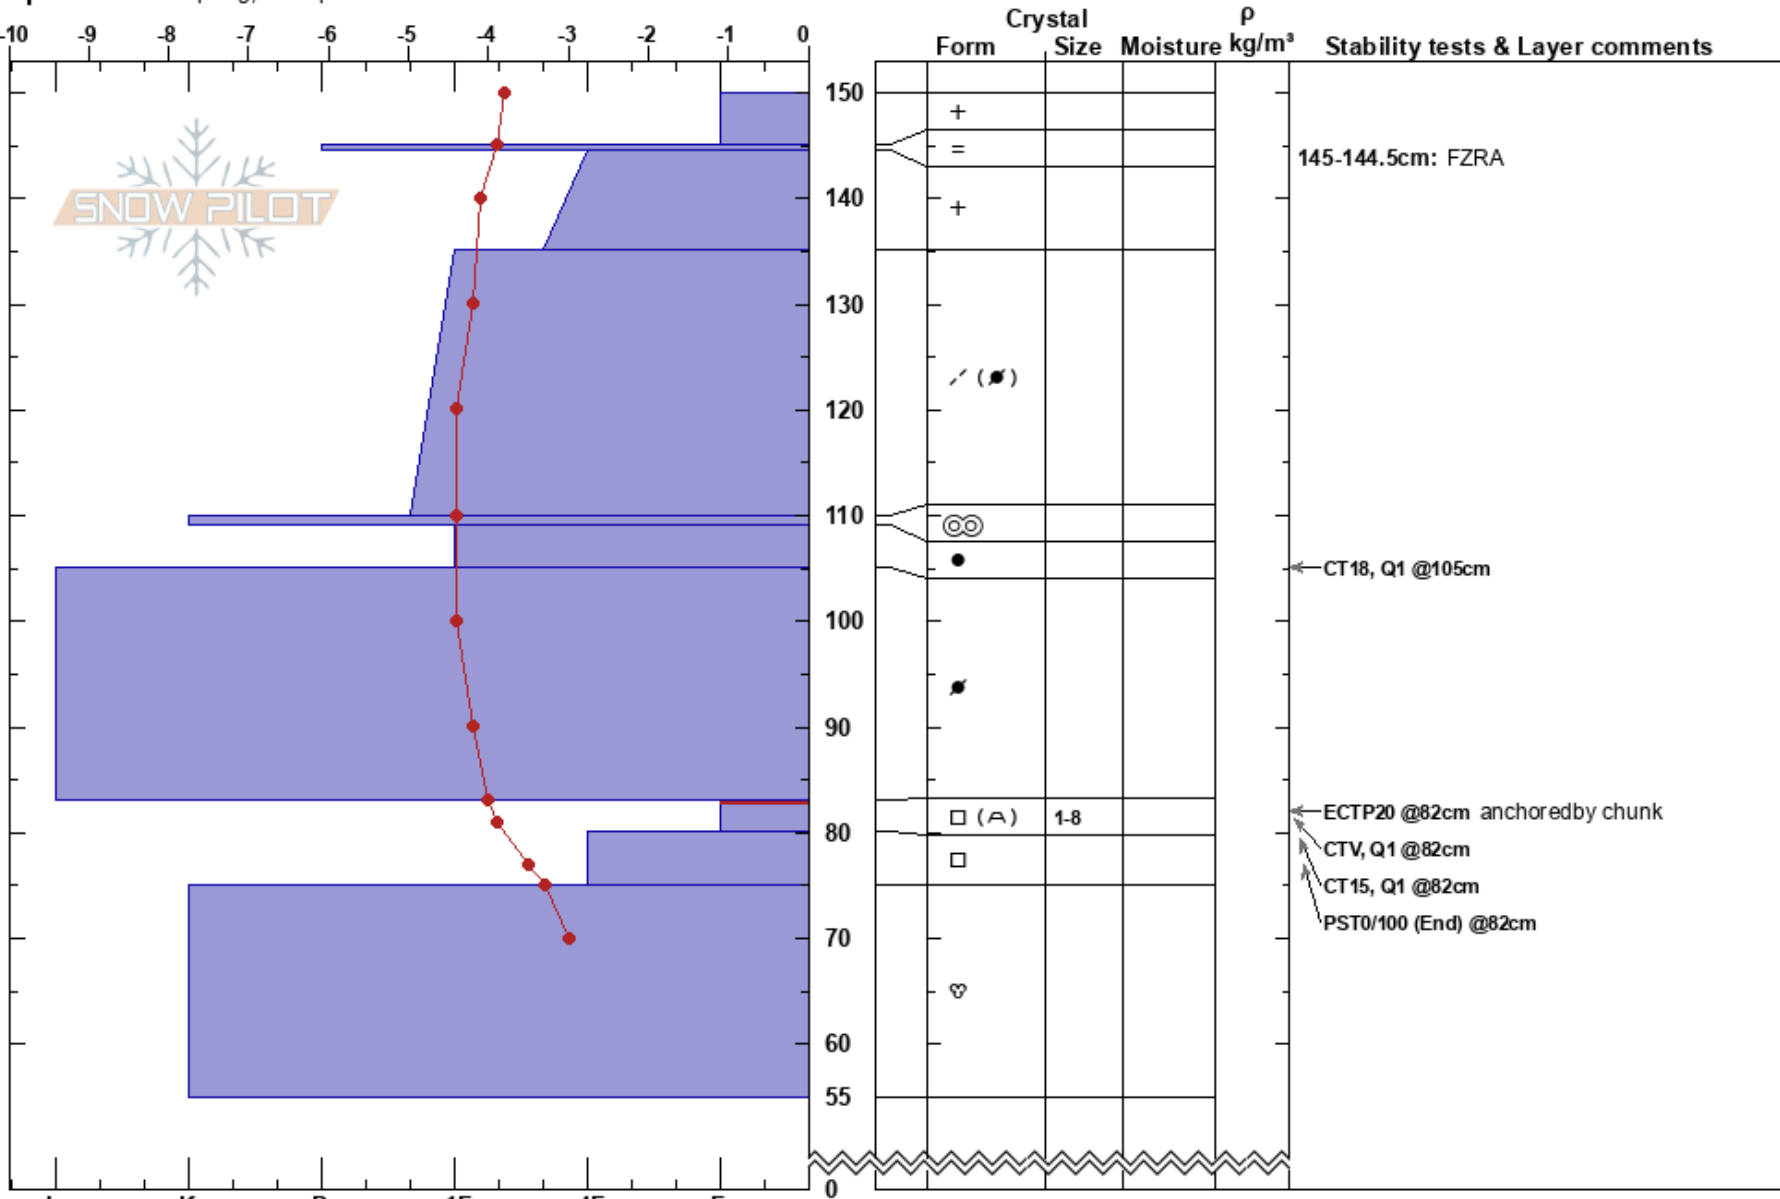 -10 -9 -8 -7 -6 -5 -4 -3 -2 -1 0
Crystal
ρ
Form Size Moisture kg/m³ Stability tests & Layer comments
150
+
=
145-144.5cm: FZRA
SNOW PILOT
140
+
130
( )
120
110
CT18, Q1 @105cm
100
90
( ) 1-8
ECTP20 @82cm anchoredby chunk
80
CTV, Q1 @82cm
CT15, Q1 @82cm
PST0/100 (End) @82cm
70
60
55
0